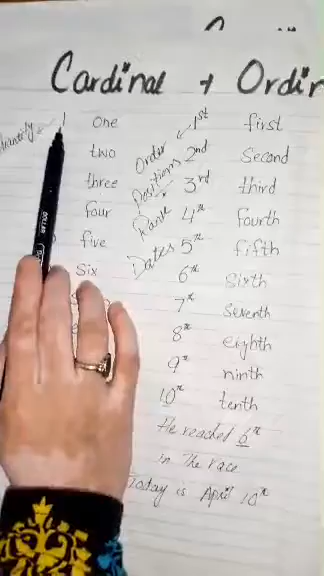 Cardinal + Ordin
Quantity 1 one 1st first
two Order 2nd Second
three Positions 3rd third
four Rank 4th fourth
five Dates 5th fifth
Six 6th Sixth
7th Seventh
8th eighth
9th ninth
10th tenth
He reached 6th
in The race
Today is April 10th
DOLLAR